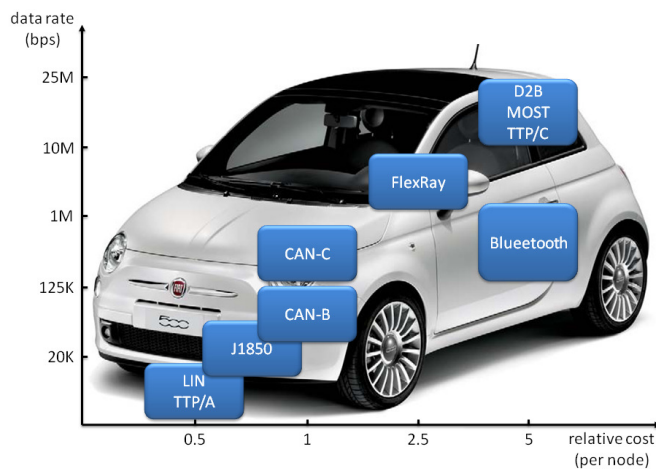 data rate
(bps)
25M
10M
1M
125K
20K
D2B
MOST
TTP/C
FlexRay
Blueetooth
CAN-C
CAN-B
J1850
LIN
TTP/A
FIAT
500
0.5
1
2.5
5
relative cost
(per node)